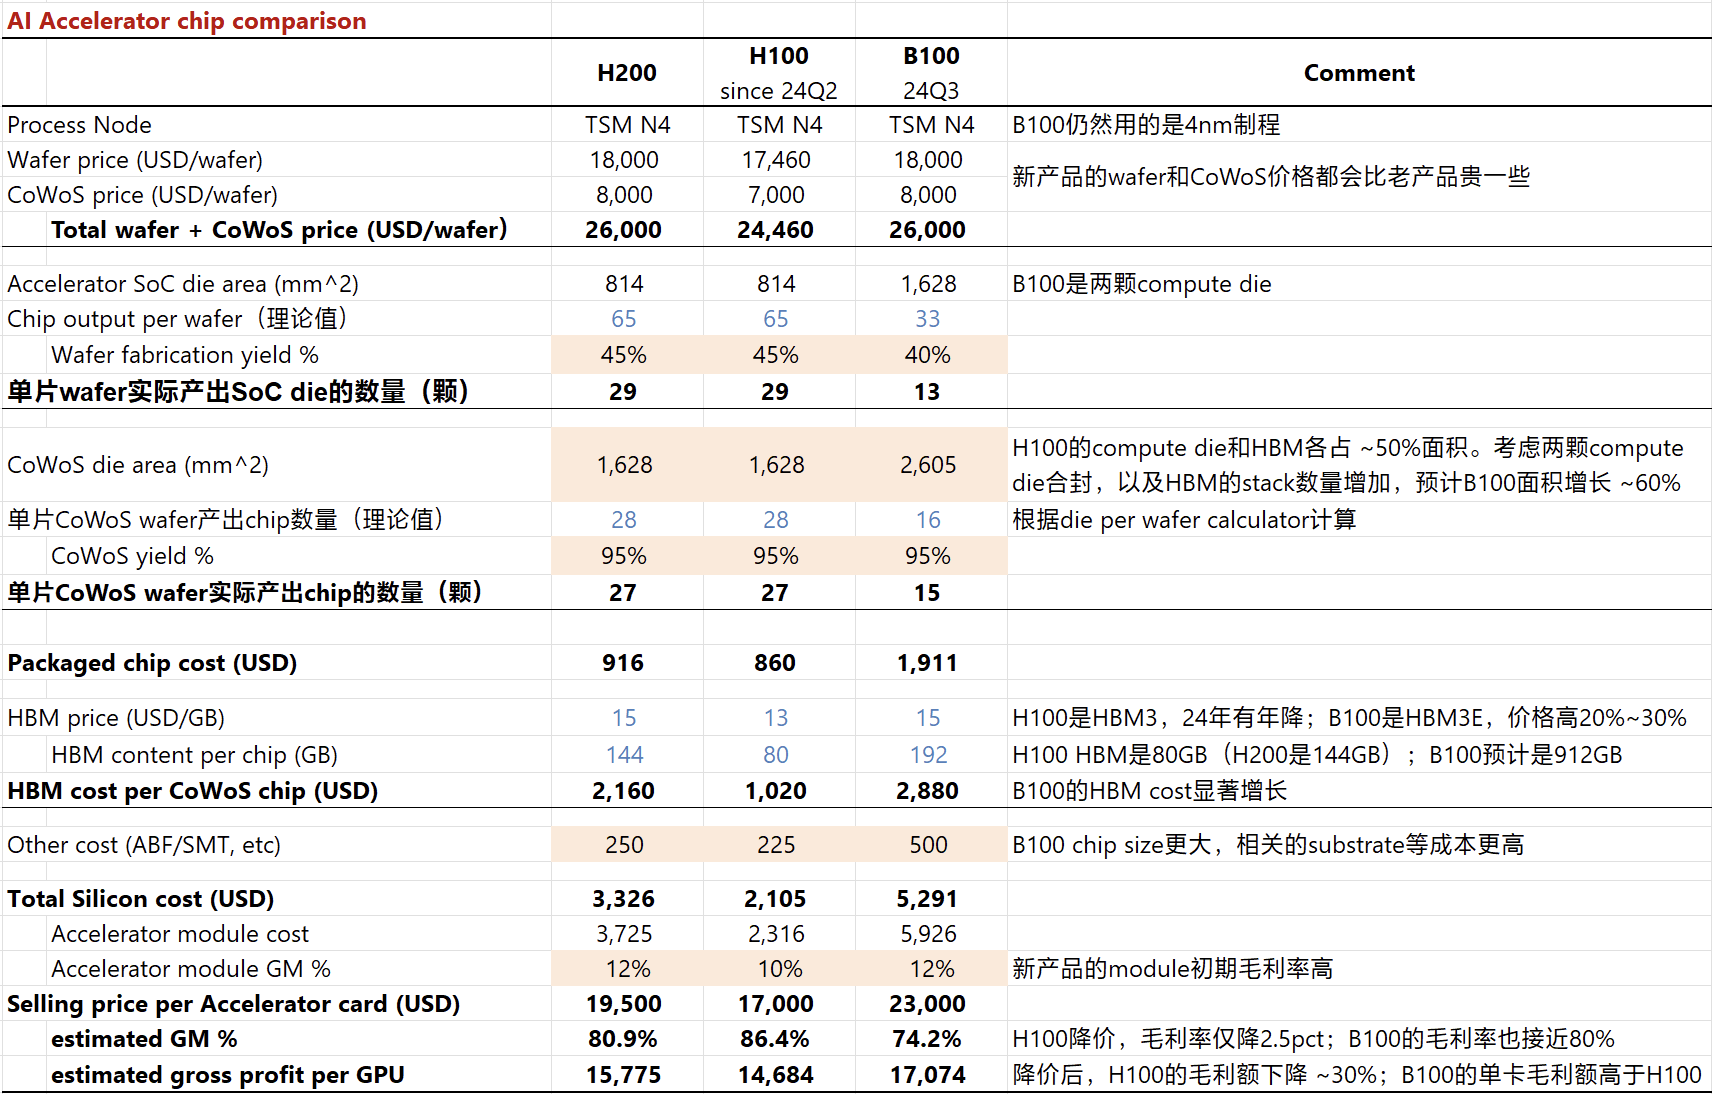 AI Accelerator chip comparison
H200 H100 B100 Comment
since 24Q2 24Q3
Process Node TSM N4 TSM N4 TSM N4 B100仍然用的是4nm制程
Wafer price (USD/wafer) 18,000 17,460 18,000
新产品的wafer和CoWoS价格都会比老产品贵一些
CoWoS price (USD/wafer) 8,000 7,000 8,000
Total wafer + CoWoS price (USD/wafer） 26,000 24,460 26,000
Accelerator SoC die area (mm^2) 814 814 1,628 B100是两颗compute die
Chip output per wafer（理论值） 65 65 33
Wafer fabrication yield % 45% 45% 40%
单片wafer实际产出SoC die的数量（颗） 29 29 13
CoWoS die area (mm^2) 1,628 1,628 2,605 H100的compute die和HBM各占 ~50%面积。考虑两颗compute
die合封，以及HBM的stack数量增加，预计B100面积增长 ~60%
单片CoWoS wafer产出chip数量（理论值） 28 28 16 根据die per wafer calculator计算
CoWoS yield % 95% 95% 95%
单片CoWoS wafer实际产出chip的数量（颗） 27 27 15
Packaged chip cost (USD) 916 860 1,911
HBM price (USD/GB) 15 13 15 H100是HBM3，24年有年降；B100是HBM3E，价格高20%~30%
HBM content per chip (GB) 144 80 192 H100 HBM是80GB（H200是144GB）；B100预计是912GB
HBM cost per CoWoS chip (USD) 2,160 1,020 2,880 B100的HBM cost显著增长
Other cost (ABF/SMT, etc) 250 225 500 B100 chip size更大，相关的substrate等成本更高
Total Silicon cost (USD) 3,326 2,105 5,291
Accelerator module cost 3,725 2,316 5,926
Accelerator module GM % 12% 10% 12% 新产品的module初期毛利率高
Selling price per Accelerator card (USD) 19,500 17,000 23,000
estimated GM % 80.9% 86.4% 74.2% H100降价，毛利率仅降2.5pct；B100的毛利率也接近80%
estimated gross profit per GPU 15,775 14,684 17,074 降价后，H100的毛利额下降 ~30%；B100的单卡毛利额高于H100